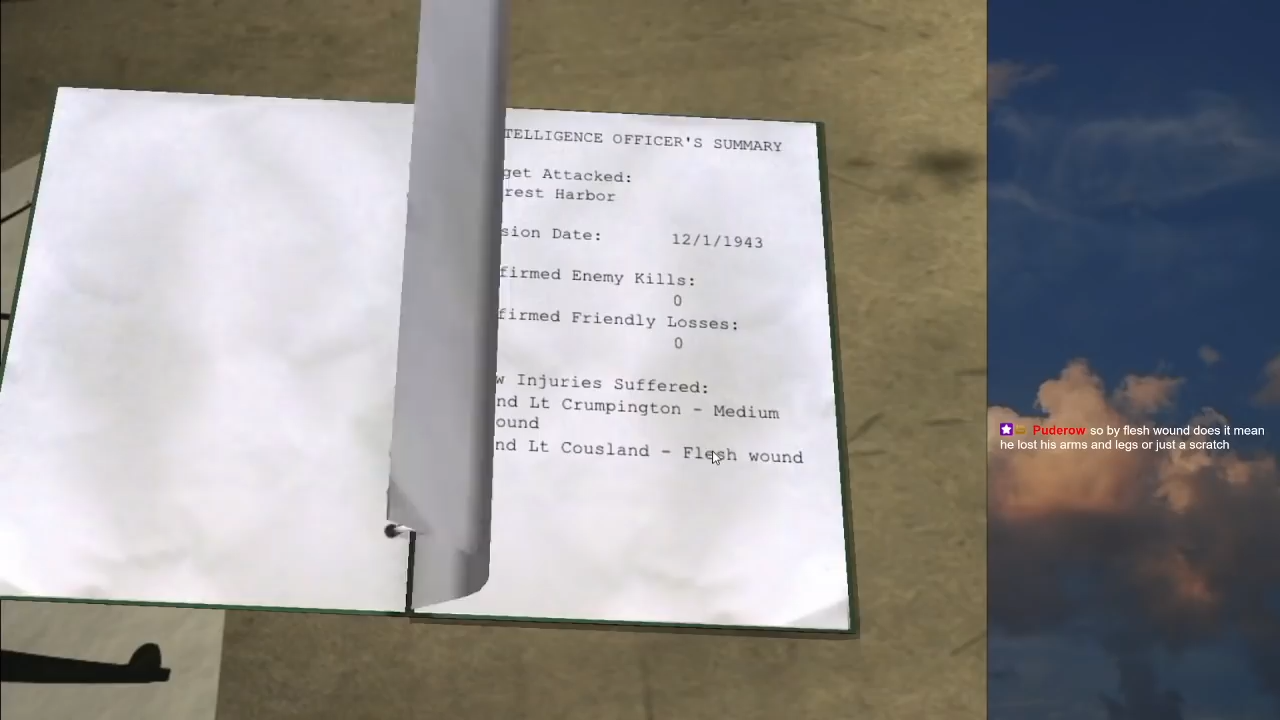 TELLIGENCE OFFICER'S SUMMARY
get Attacked:
rest Harbor
sion Date: 12/1/1943
firmed Enemy Kills:
0
firmed Friendly Losses:
0
w Injuries Suffered:
nd Lt Crumpington - Medium
ound
nd Lt Cousland - Flesh wound
Puderow so by flesh wound does it mean
he lost his arms and legs or just a scratch